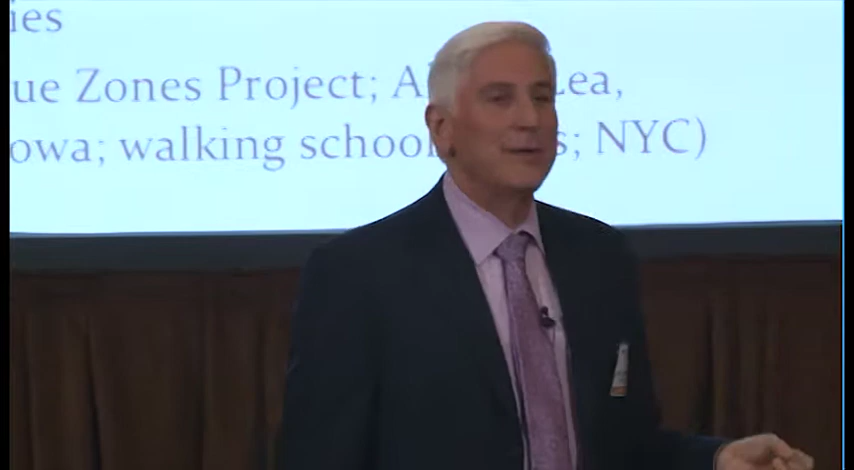 ies
ue Zones Project; A Lea,
owa; walking schoo s; NYC)